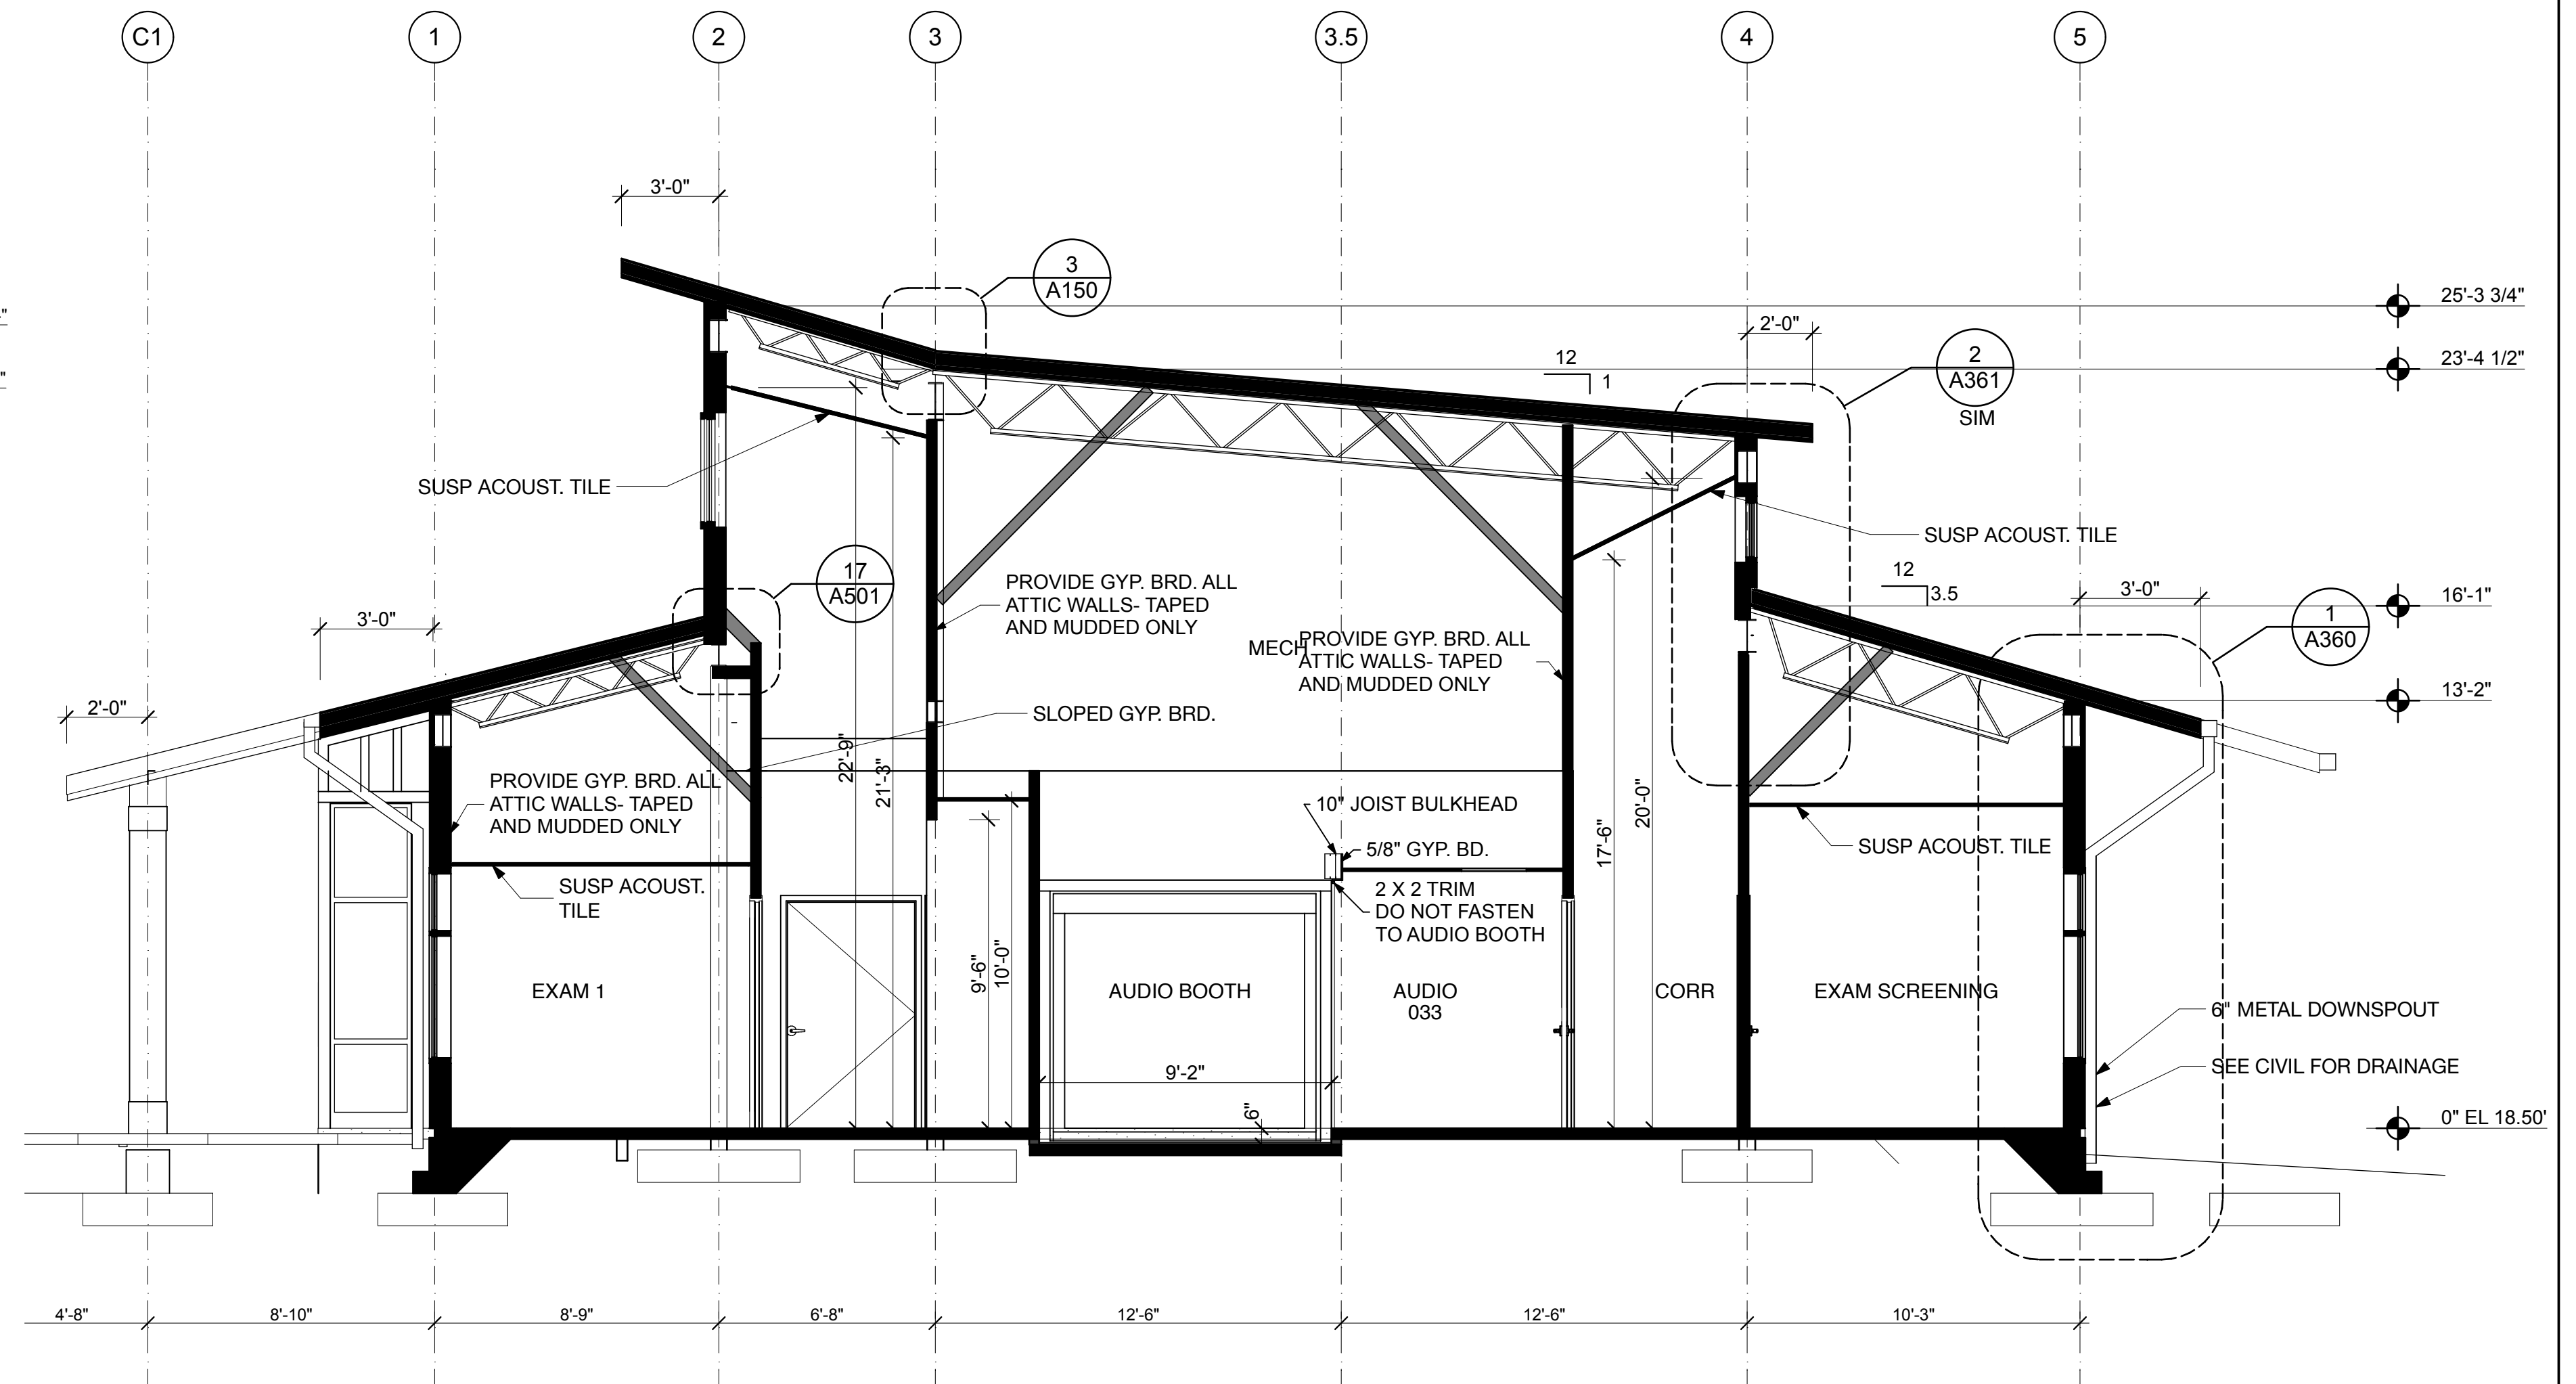 C1
1
2
3
3.5
4
5
3'-0"
3
A150
25'-3 3/4"
"
2'-0"
23'-4 1/2"
"
12
1
2
A361
SIM
SUSP ACOUST. TILE
SUSP ACOUST. TILE
17
A501
PROVIDE GYP. BRD. ALL
ATTIC WALLS- TAPED
AND MUDDED ONLY
12
3.5
3'-0"
16'-1"
1
A360
3'-0"
MECH
PROVIDE GYP. BRD. ALL
ATTIC WALLS- TAPED
AND MUDDED ONLY
13'-2"
2'-0"
SLOPED GYP. BRD.
22'-9"
21'-3"
PROVIDE GYP. BRD. ALL
ATTIC WALLS- TAPED
AND MUDDED ONLY
10" JOIST BULKHEAD
5/8" GYP. BD.
17'-6"
20'-0"
SUSP ACOUST. TILE
SUSP ACOUST.
TILE
2 X 2 TRIM
DO NOT FASTEN
TO AUDIO BOOTH
9'-6"
10'-0"
EXAM 1
AUDIO BOOTH
AUDIO
033
CORR
EXAM SCREENING
6" METAL DOWNSPOUT
9'-2"
SEE CIVIL FOR DRAINAGE
6"
0" EL 18.50'
4'-8"
8'-10"
8'-9"
6'-8"
12'-6"
12'-6"
10'-3"